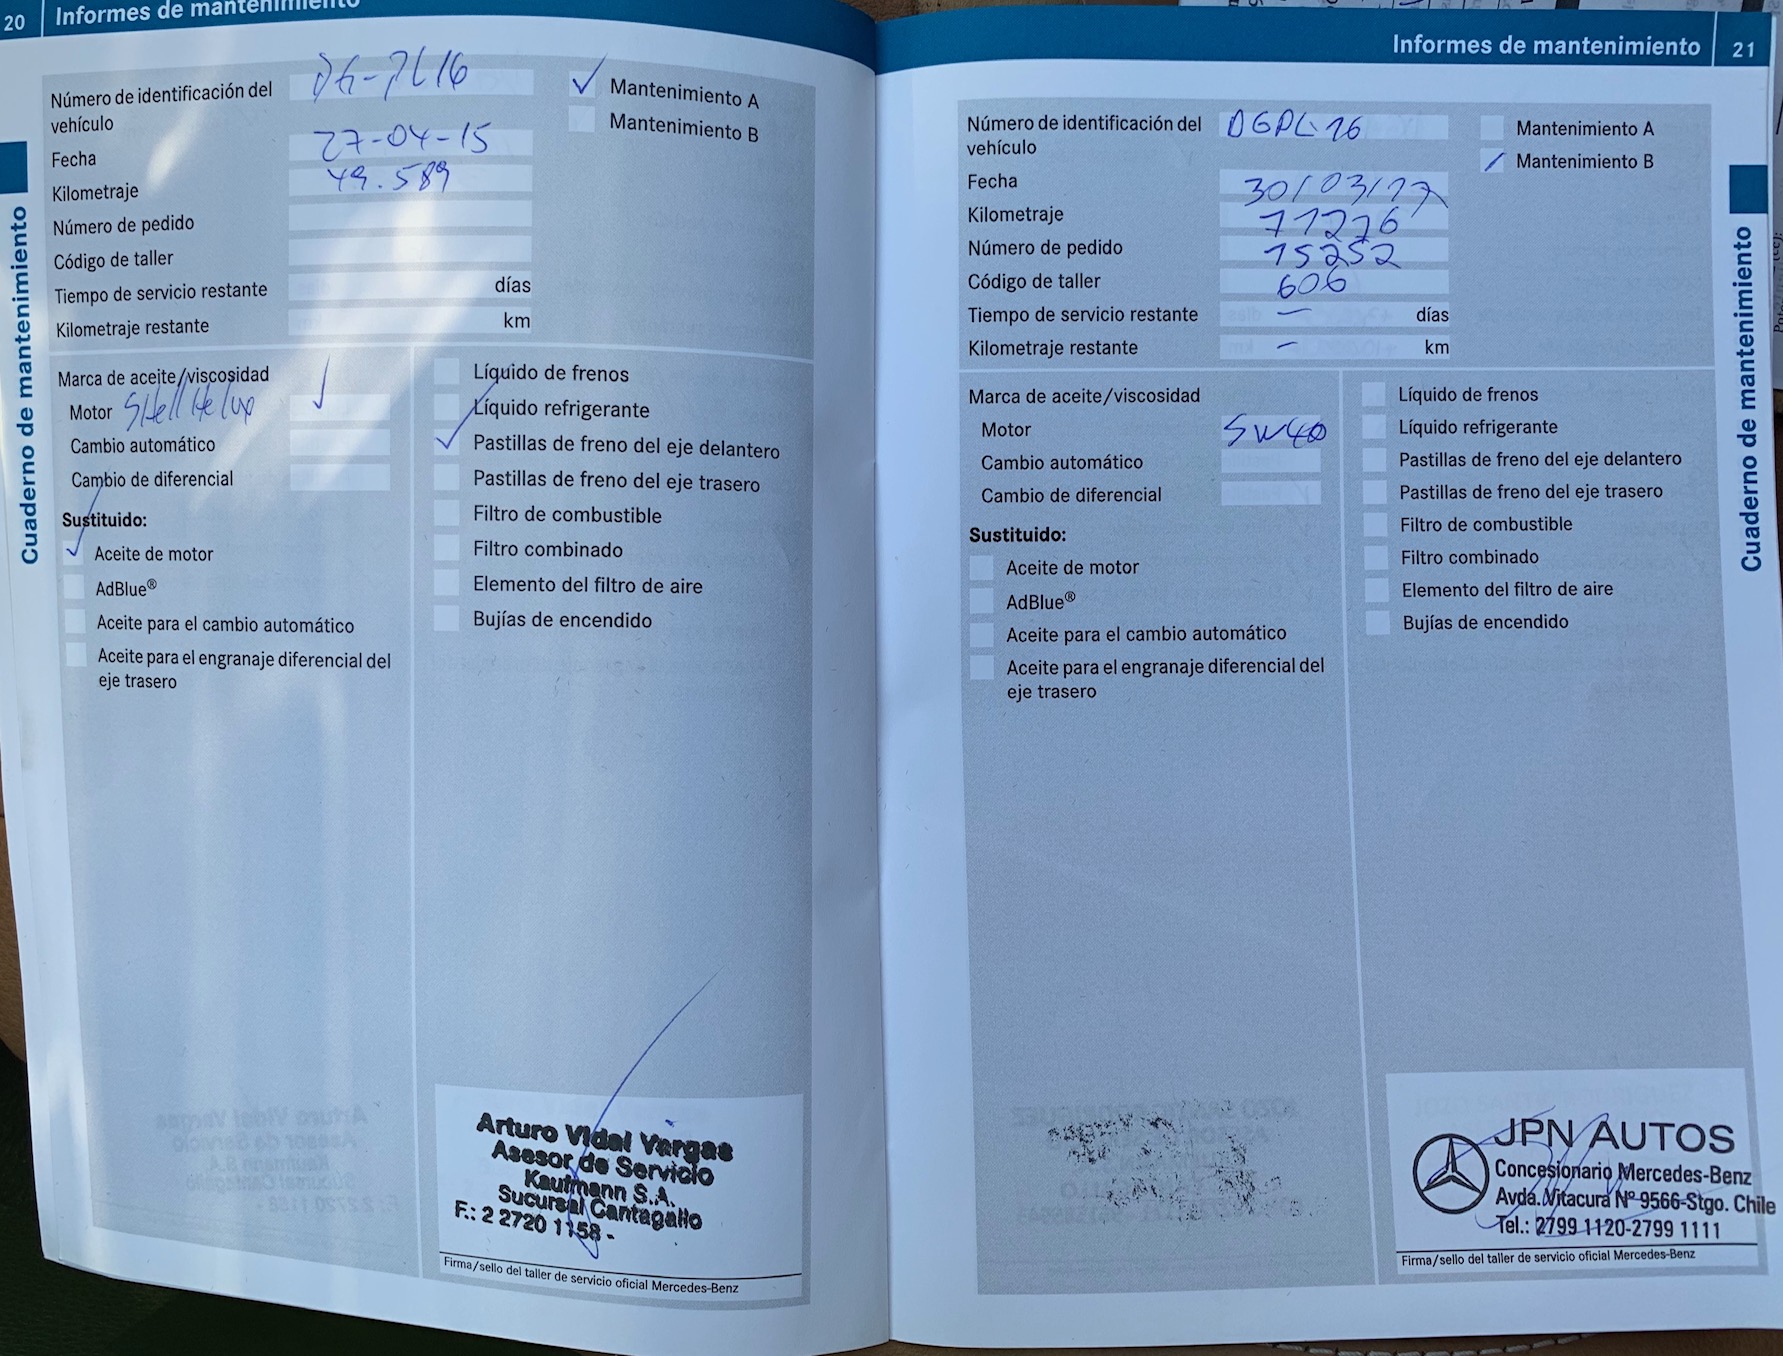 20 Informes de mantenimiento
Número de identificación del vehículo DG-PL16
Fecha 27-04-15
Kilometraje 49.589
Número de pedido
Código de taller
Tiempo de servicio restante días
Kilometraje restante km
✓ Mantenimiento A
Mantenimiento B
Marca de aceite/viscosidad
Motor SHell Helux ✓
Cambio automático
Cambio de diferencial
Sustituido:
✓ Aceite de motor
AdBlue®
Aceite para el cambio automático
Aceite para el engranaje diferencial del
eje trasero
Líquido de frenos
Líquido refrigerante
✓ Pastillas de freno del eje delantero
Pastillas de freno del eje trasero
Filtro de combustible
Filtro combinado
Elemento del filtro de aire
Bujías de encendido
Arturo Vidal Vargas
Asesor de Servicio
Kaufmann S.A.
Sucursal Cantagallo
F.: 2 2720 1158 -
Firma/sello del taller de servicio oficial Mercedes-Benz
Cuaderno de mantenimiento
Informes de mantenimiento 21
Número de identificación del vehículo DGPL-16
Fecha 30/03/17
Kilometraje 71276
Número de pedido 15252
Código de taller 606
Tiempo de servicio restante — días
Kilometraje restante - km
Mantenimiento A
/ Mantenimiento B
Marca de aceite/viscosidad
Motor 5W40
Cambio automático
Cambio de diferencial
Sustituido:
Aceite de motor
AdBlue®
Aceite para el cambio automático
Aceite para el engranaje diferencial del
eje trasero
Líquido de frenos
Líquido refrigerante
Pastillas de freno del eje delantero
Pastillas de freno del eje trasero
Filtro de combustible
Filtro combinado
Elemento del filtro de aire
Bujías de encendido
JPN AUTOS
Concesionario Mercedes-Benz
Avda. Vitacura Nº 9566-Stgo. Chile
Tel.: 2799 1120-2799 1111
Firma/sello del taller de servicio oficial Mercedes-Benz
Cuaderno de mantenimiento